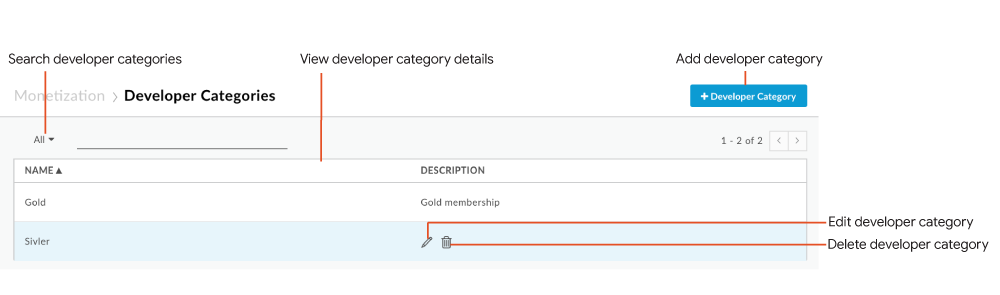 Search developer categories
View developer category details
Add developer category
Monetization > Developer Categories
+ Developer Category
All
1 - 2 of 2 < >
NAME ▲ DESCRIPTION
Gold Gold membership
Edit developer category
Sivler
Delete developer category